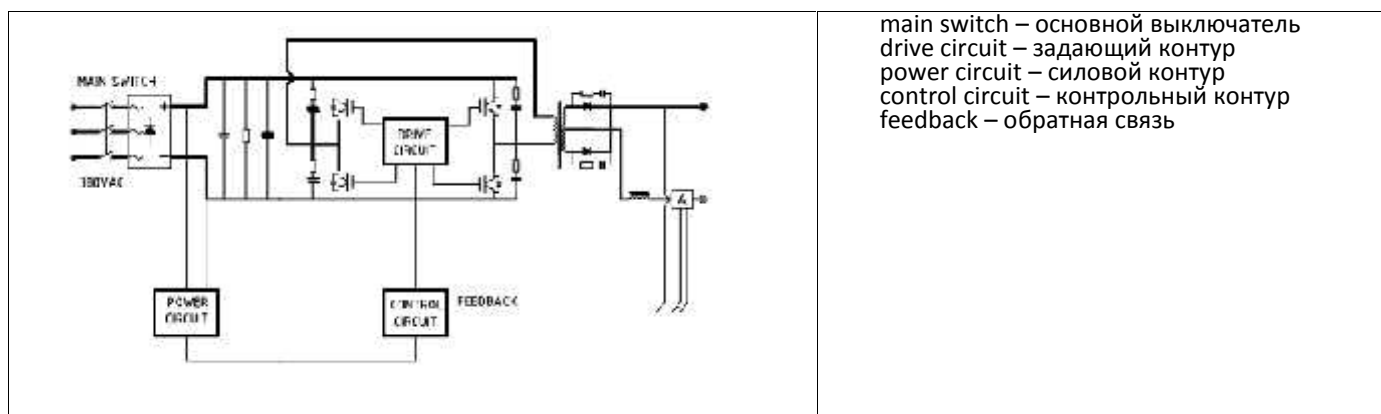 MAIN SWITCH
380VAC
DRIVE
CIRCUIT
A
POWER
CIRCUIT
CONTROL
CIRCUIT
FEEDBACK
main switch – основной выключатель
drive circuit – задающий контур
power circuit – силовой контур
control circuit – контрольный контур
feedback – обратная связь